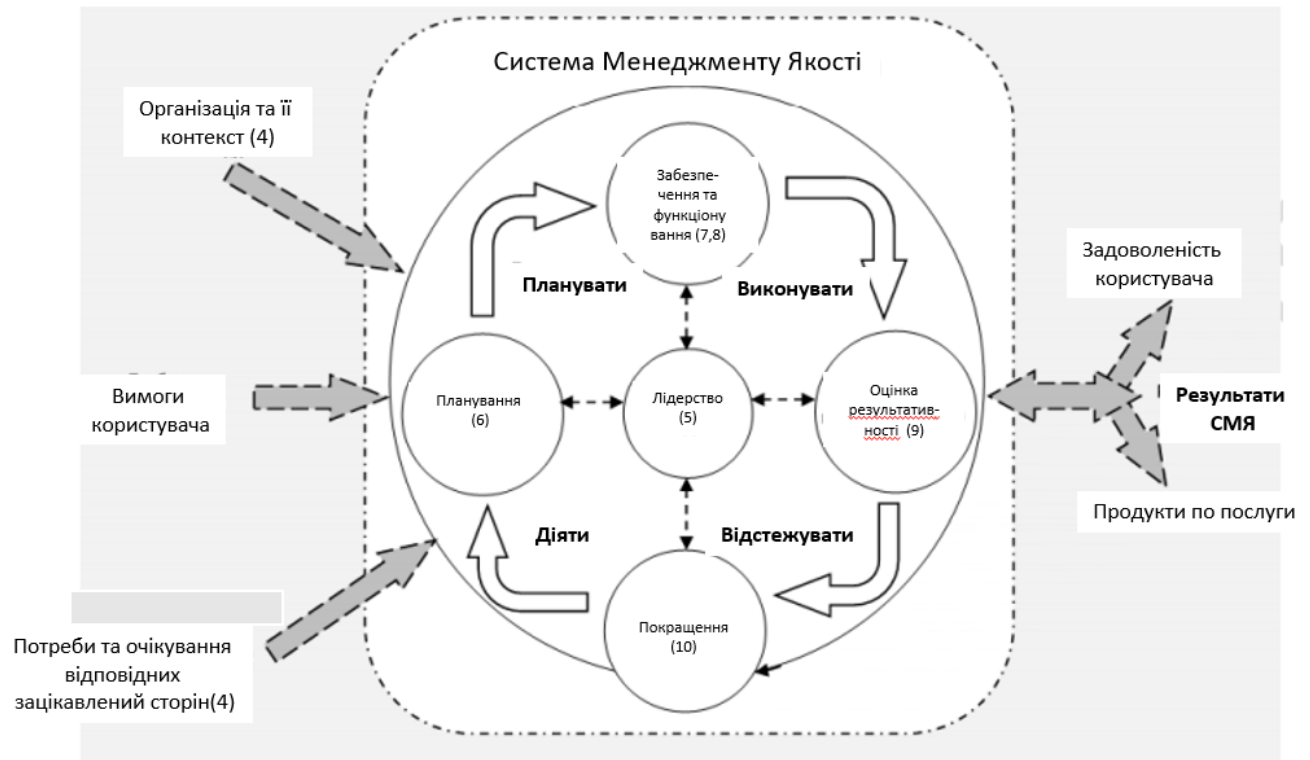 Система Менеджменту Якості
Організація та її
контекст (4)
Забезпе-
чення та
функціону
вання (7,8)
Задоволеність
користувача
Планувати
Виконувати
Вимоги
користувача
Планування
(6)
Лідерство
(5)
Оцінка
результатив-
ності (9)
Результати
СМЯ
Продукти по послуги
Діяти
Відстежувати
Покращення
(10)
Потреби та очікування
відповідних
зацікавлений сторін(4)